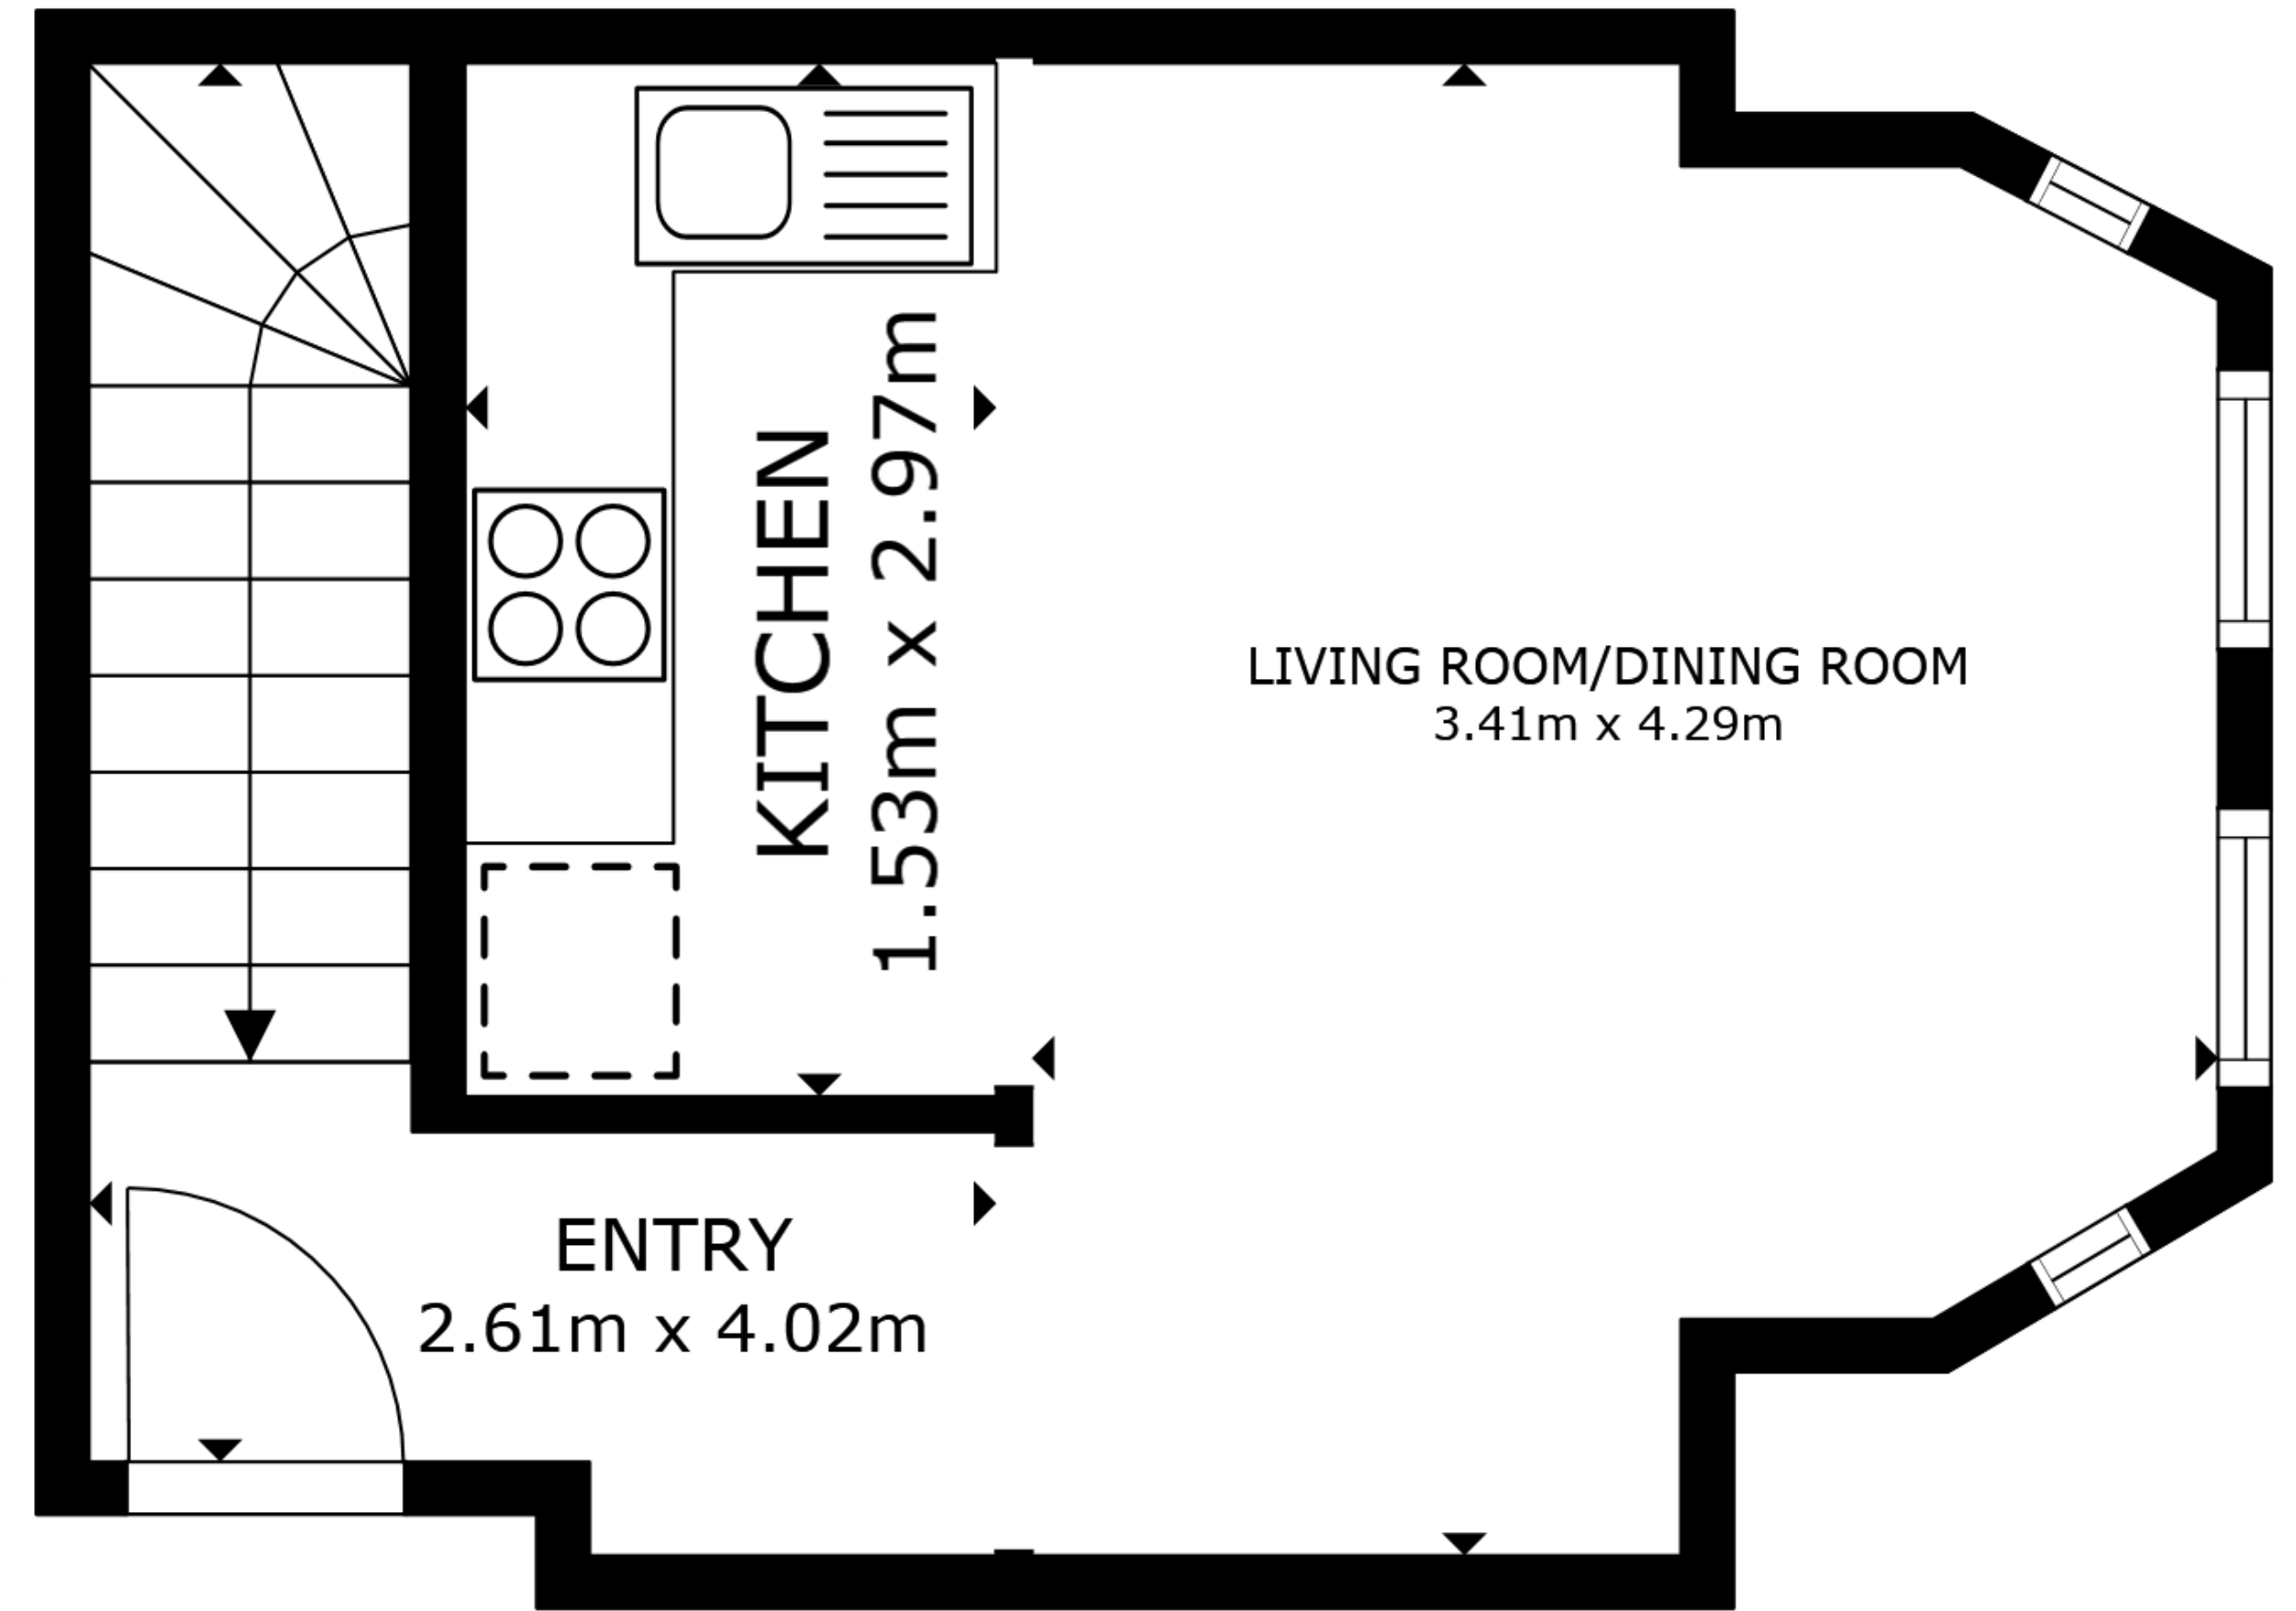 KITCHEN
1.53m x 2.97m
LIVING ROOM/DINING ROOM
3.41m x 4.29m
ENTRY
2.61m x 4.02m